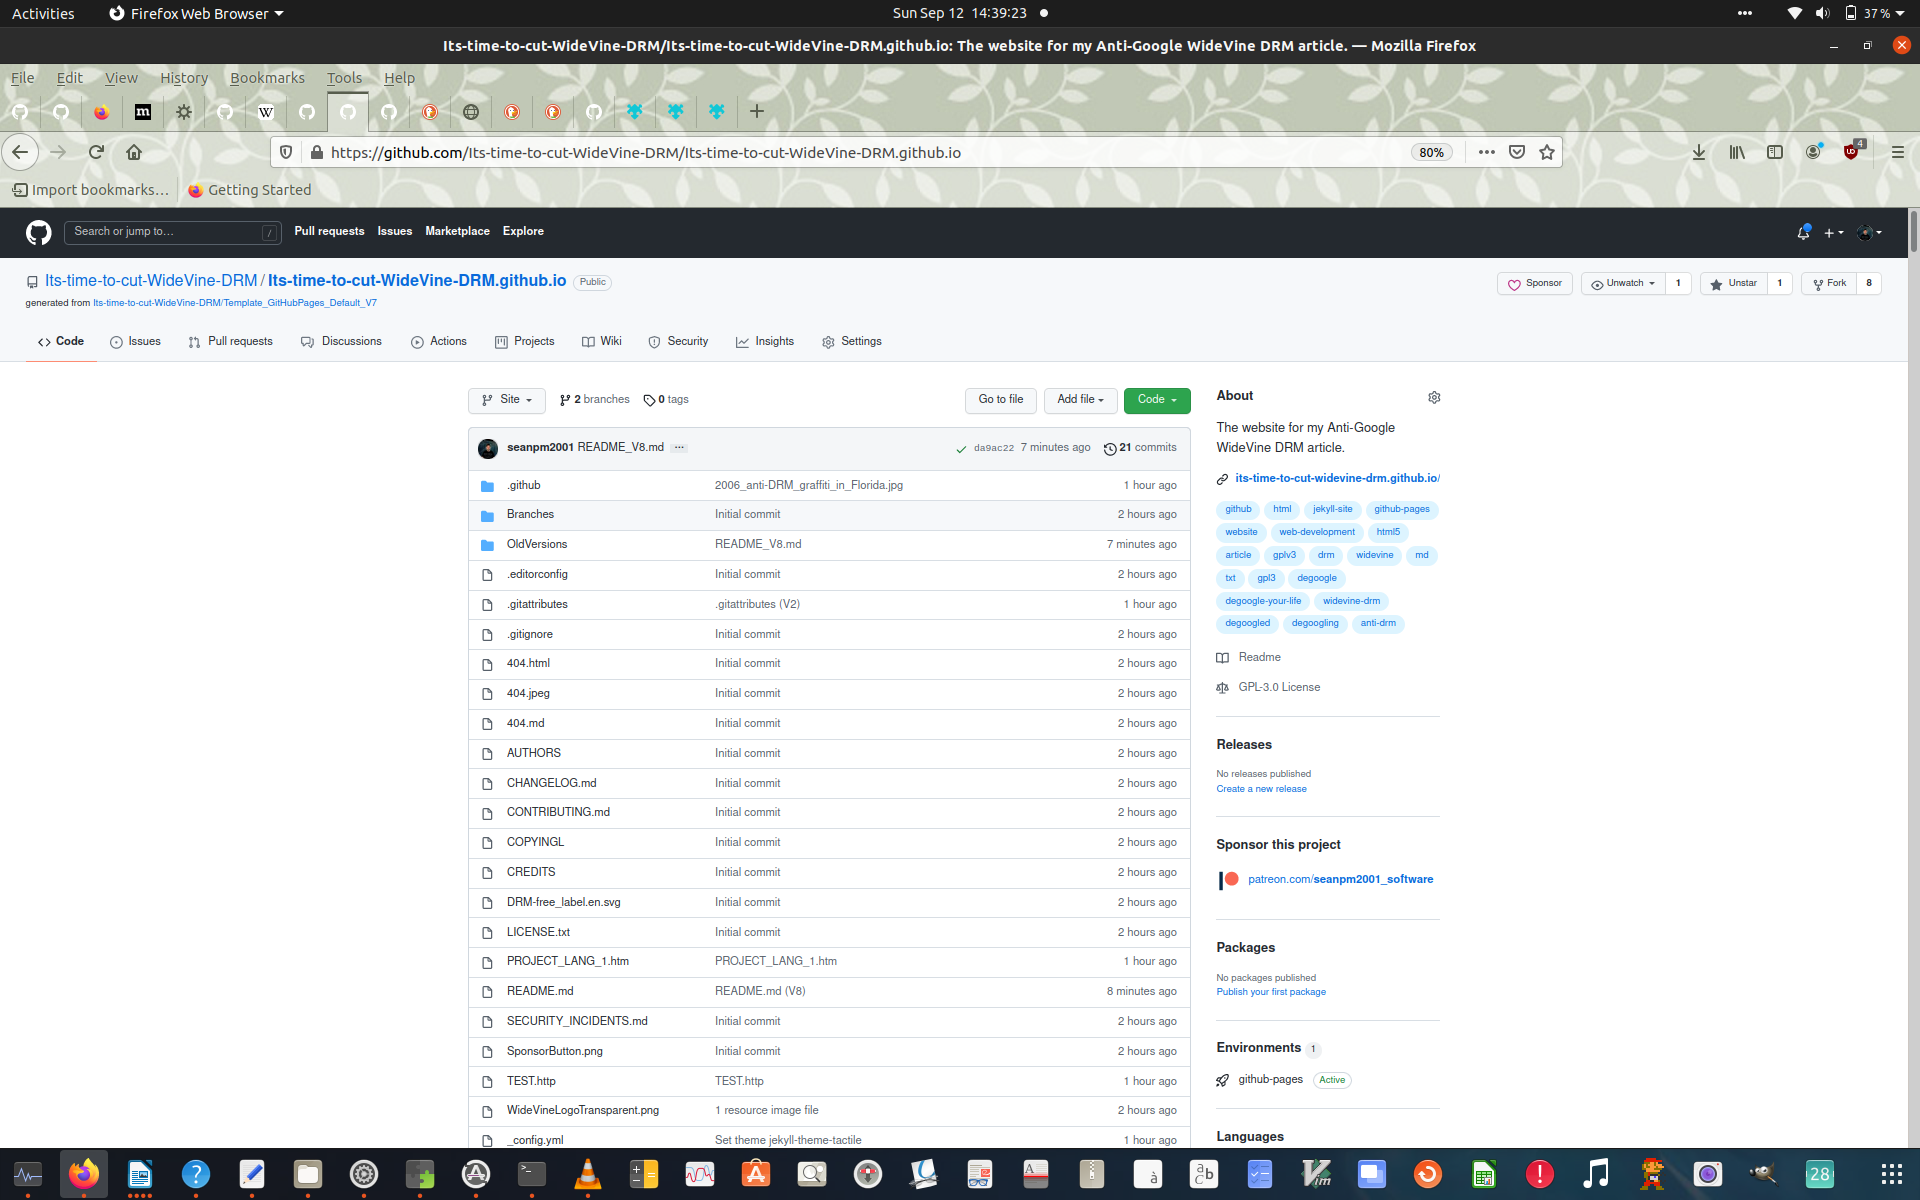 Activities
Firefox Web Browser
Sun Sep 12 14:39:23
37 %
Its-time-to-cut-WideVine-DRM/Its-time-to-cut-WideVine-DRM.github.io: The website for my Anti-Google WideVine DRM article. — Mozilla Firefox
File Edit View History Bookmarks Tools Help
https://github.com/Its-time-to-cut-WideVine-DRM/Its-time-to-cut-WideVine-DRM.github.io
80%
4
Import bookmarks…
Getting Started
Search or jump to…
/
Pull requests Issues Marketplace Explore
Its-time-to-cut-WideVine-DRM / Its-time-to-cut-WideVine-DRM.github.io Public
Sponsor
Unwatch 1
Unstar 1
Fork 8
generated from Its-time-to-cut-WideVine-DRM/Template_GitHubPages_Default_V7
Code Issues Pull requests Discussions Actions Projects Wiki Security Insights Settings
Site 2 branches 0 tags
Go to file Add file Code
seanpm2001 README_V8.md ... da9ac22 7 minutes ago 21 commits
.github 2006_anti-DRM_graffiti_in_Florida.jpg 1 hour ago
Branches Initial commit 2 hours ago
OldVersions README_V8.md 7 minutes ago
.editorconfig Initial commit 2 hours ago
.gitattributes .gitattributes (V2) 1 hour ago
.gitignore Initial commit 2 hours ago
404.html Initial commit 2 hours ago
404.jpeg Initial commit 2 hours ago
404.md Initial commit 2 hours ago
AUTHORS Initial commit 2 hours ago
CHANGELOG.md Initial commit 2 hours ago
CONTRIBUTING.md Initial commit 2 hours ago
COPYINGL Initial commit 2 hours ago
CREDITS Initial commit 2 hours ago
DRM-free_label.en.svg Initial commit 2 hours ago
LICENSE.txt Initial commit 2 hours ago
PROJECT_LANG_1.htm PROJECT_LANG_1.htm 1 hour ago
README.md README.md (V8) 8 minutes ago
SECURITY_INCIDENTS.md Initial commit 2 hours ago
SponsorButton.png Initial commit 2 hours ago
TEST.http TEST.http 1 hour ago
WideVineLogoTransparent.png 1 resource image file 2 hours ago
_config.yml Set theme jekyll-theme-tactile 1 hour ago
About
The website for my Anti-Google
WideVine DRM article.
its-time-to-cut-widevine-drm.github.io/
github html jekyll-site github-pages
website web-development html5
article gplv3 drm widevine md
txt gpl3 degoogle
degoogle-your-life widevine-drm
degoogled degoogling anti-drm
Readme
GPL-3.0 License
Releases
No releases published
Create a new release
Sponsor this project
patreon.com/seanpm2001_software
Packages
No packages published
Publish your first package
Environments 1
github-pages Active
Languages
28